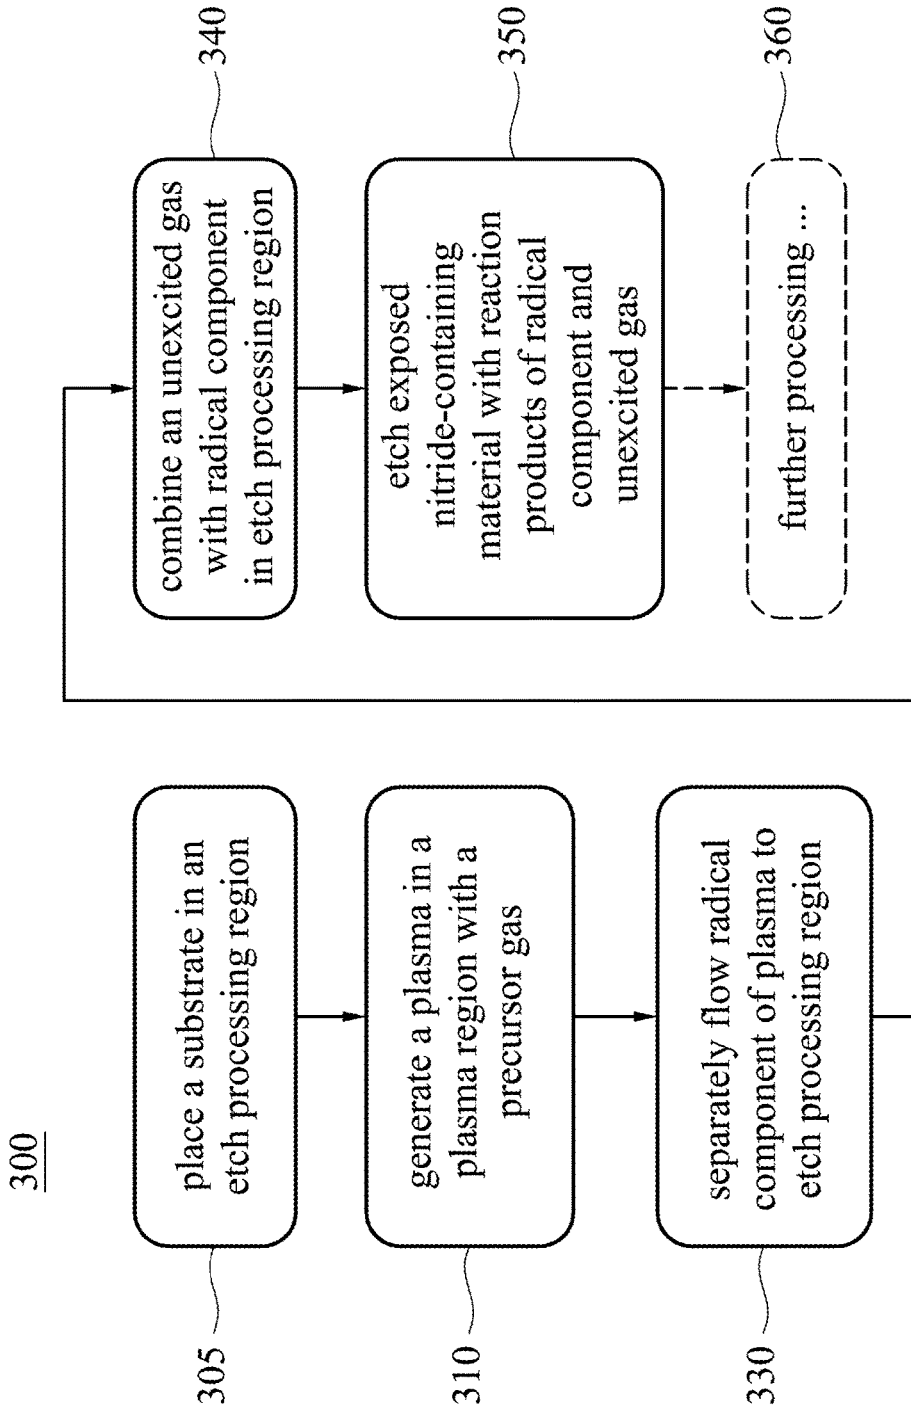 300
305
place a substrate in an
etch processing region
310
generate a plasma in a
plasma region with a
precursor gas
330
separately flow radical
component of plasma to
etch processing region
340
combine an unexcited gas
with radical component
in etch processing region
350
etch exposed
nitride-containing
material with reaction
products of radical
component and
unexcited gas
360
further processing ...